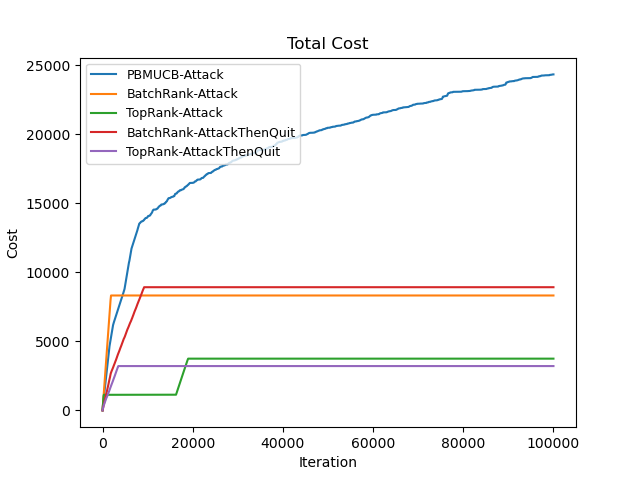 Total Cost
25000
20000
15000
10000
5000
0
Cost
PBMUCB-Attack
BatchRank-Attack
TopRank-Attack
BatchRank-AttackThenQuit
TopRank-AttackThenQuit
0 20000 40000 60000 80000 100000
Iteration